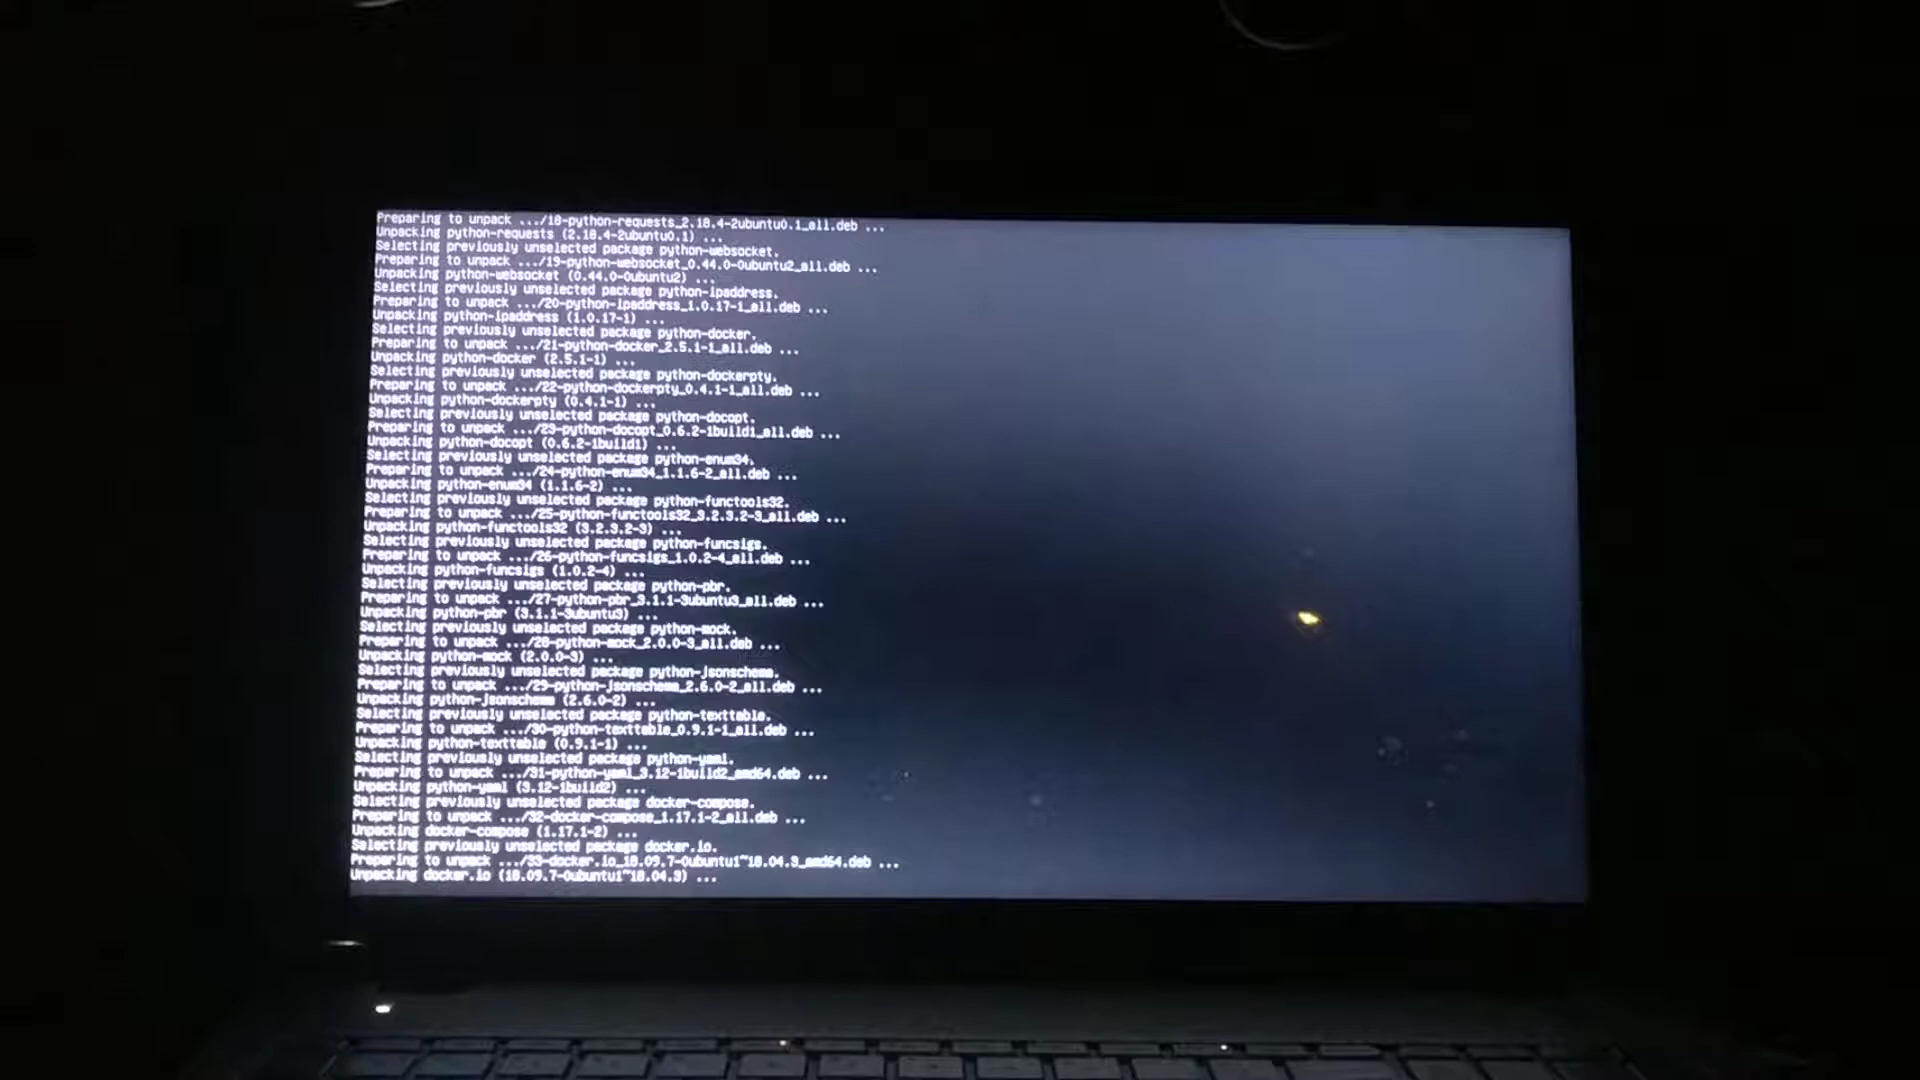 Preparing to unpack .../18-python-requests_2.18.4-2ubuntu0.1_all.deb ...
Unpacking python-requests (2.18.4-2ubuntu0.1) ...
Selecting previously unselected package python-websocket.
Preparing to unpack .../19-python-websocket_0.44.0-0ubuntu2_all.deb ...
Unpacking python-websocket (0.44.0-0ubuntu2) ...
Selecting previously unselected package python-ipaddress.
Preparing to unpack .../20-python-ipaddress_1.0.17-1_all.deb ...
Unpacking python-ipaddress (1.0.17-1) ...
Selecting previously unselected package python-docker.
Preparing to unpack .../21-python-docker_2.5.1-1_all.deb ...
Unpacking python-docker (2.5.1-1) ...
Selecting previously unselected package python-dockerpty.
Preparing to unpack .../22-python-dockerpty_0.4.1-1_all.deb ...
Unpacking python-dockerpty (0.4.1-1) ...
Selecting previously unselected package python-docopt.
Preparing to unpack .../23-python-docopt_0.6.2-1build1_all.deb ...
Unpacking python-docopt (0.6.2-1build1) ...
Selecting previously unselected package python-enum34.
Preparing to unpack .../24-python-enum34_1.1.6-2_all.deb ...
Unpacking python-enum34 (1.1.6-2) ...
Selecting previously unselected package python-functools32.
Preparing to unpack .../25-python-functools32_3.2.3.2-3_all.deb ...
Unpacking python-functools32 (3.2.3.2-3) ...
Selecting previously unselected package python-funcsigs.
Preparing to unpack .../26-python-funcsigs_1.0.2-4_all.deb ...
Unpacking python-funcsigs (1.0.2-4) ...
Selecting previously unselected package python-pbr.
Preparing to unpack .../27-python-pbr_3.1.1-3ubuntu3_all.deb ...
Unpacking python-pbr (3.1.1-3ubuntu3) ...
Selecting previously unselected package python-mock.
Preparing to unpack .../28-python-mock_2.0.0-3_all.deb ...
Unpacking python-mock (2.0.0-3) ...
Selecting previously unselected package python-jsonschema.
Preparing to unpack .../29-python-jsonschema_2.6.0-2_all.deb ...
Unpacking python-jsonschema (2.6.0-2) ...
Selecting previously unselected package python-texttable.
Preparing to unpack .../30-python-texttable_0.9.1-1_all.deb ...
Unpacking python-texttable (0.9.1-1) ...
Selecting previously unselected package python-yaml.
Preparing to unpack .../31-python-yaml_3.12-1build2_amd64.deb ...
Unpacking python-yaml (3.12-1build2) ...
Selecting previously unselected package docker-compose.
Preparing to unpack .../32-docker-compose_1.17.1-2_all.deb ...
Unpacking docker-compose (1.17.1-2) ...
Selecting previously unselected package docker.io.
Preparing to unpack .../33-docker.io_18.09.7-0ubuntu1~18.04.3_amd64.deb ...
Unpacking docker.io (18.09.7-0ubuntu1~18.04.3) ...